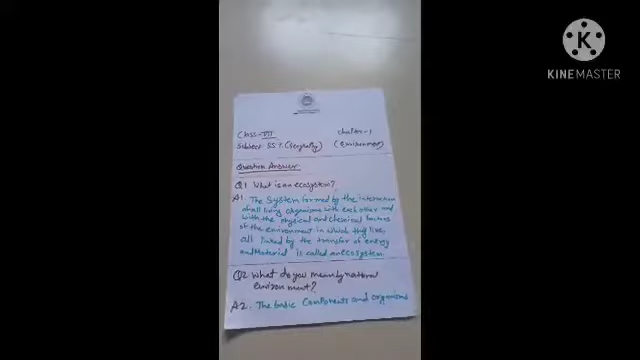 KINEMASTER
Class-VII
Chapter-1
Subject-SS.T. (Geography)
(Environment)
Question Answer
Q1 What is an ecosystem?
A1 The System formed by the interaction
of all living organisms with each other and
with the Physical and Chemical factors
of the environment in which they live,
all linked by the transfer of energy
and Material is called an ecosystem.
Q2 What do you mean by natural
environment?
A2. The basic Components and organisms